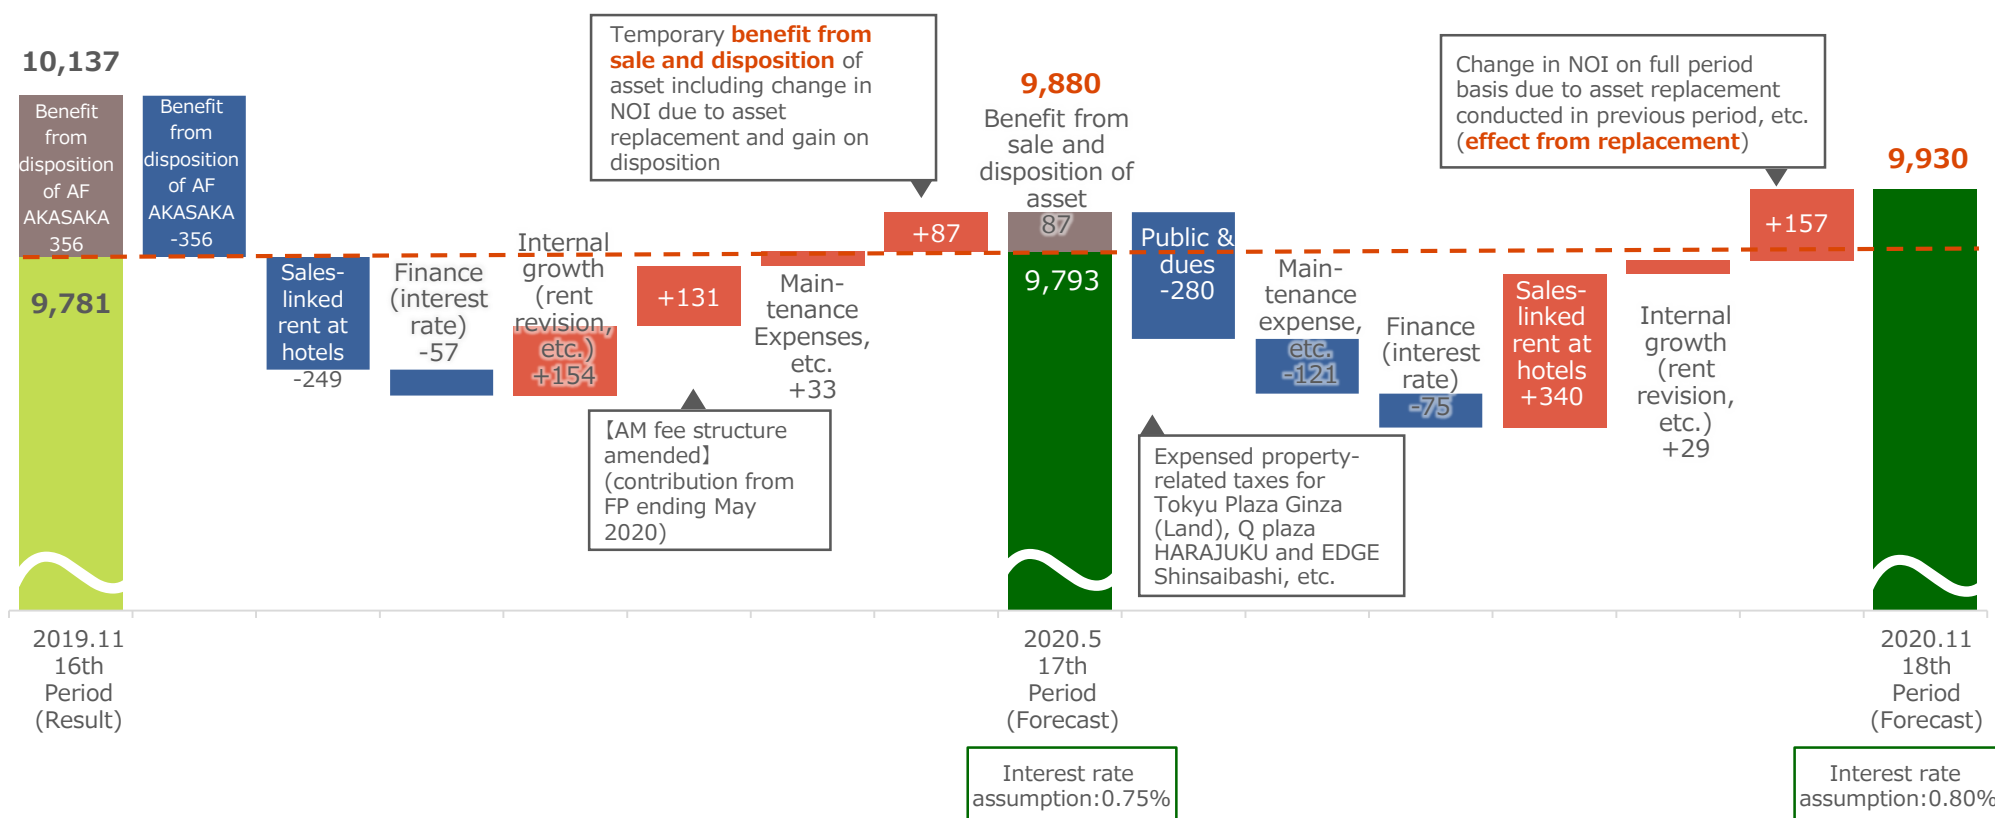 10,137
Benefit
from
disposition
of AF
AKASAKA
356
9,781
Benefit
from
disposition
of AF
AKASAKA
-356
Sales-
linked
rent at
hotels
-249
Finance
(interest
rate)
-57
Internal
growth
(rent
revision,
etc.)
+154
+131
【AM fee structure
amended】
(contribution from
FP ending May
2020)
Main-
tenance
Expenses,
etc.
+33
Temporary benefit from
sale and disposition of
asset including change in
NOI due to asset
replacement and gain on
disposition
+87
9,880
Benefit from
sale and
disposition of
asset
87
9,793
Public &
dues
-280
Expensed property-
related taxes for
Tokyu Plaza Ginza
(Land), Q plaza
HARAJUKU and EDGE
Shinsaibashi, etc.
Main-
tenance
expense,
etc.
-121
Finance
(interest
rate)
-75
Sales-
linked
rent at
hotels
+340
Internal
growth
(rent
revision,
etc.)
+29
Change in NOI on full period
basis due to asset replacement
conducted in previous period, etc.
(effect from replacement)
+157
9,930
2019.11
16th
Period
(Result)
2020.5
17th
Period
(Forecast)
2020.11
18th
Period
(Forecast)
Interest rate
assumption:0.75%
Interest rate
assumption:0.80%